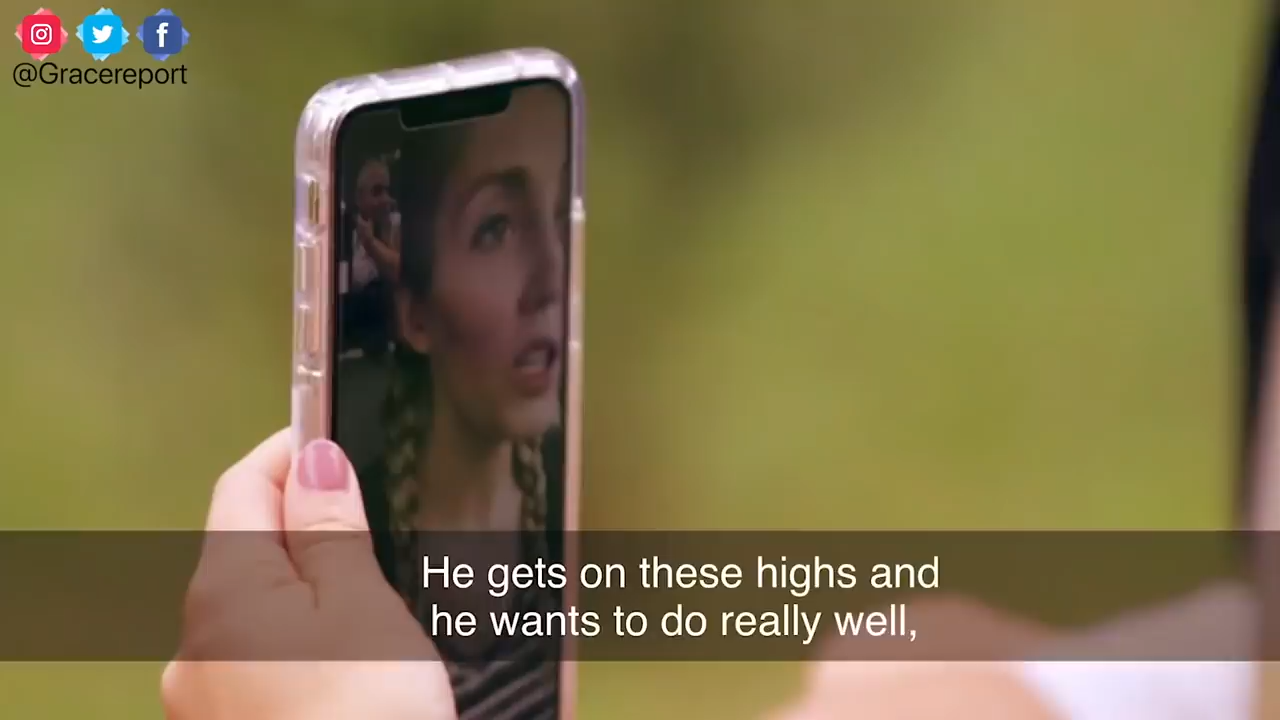 @Gracereport
He gets on these highs and
he wants to do really well,